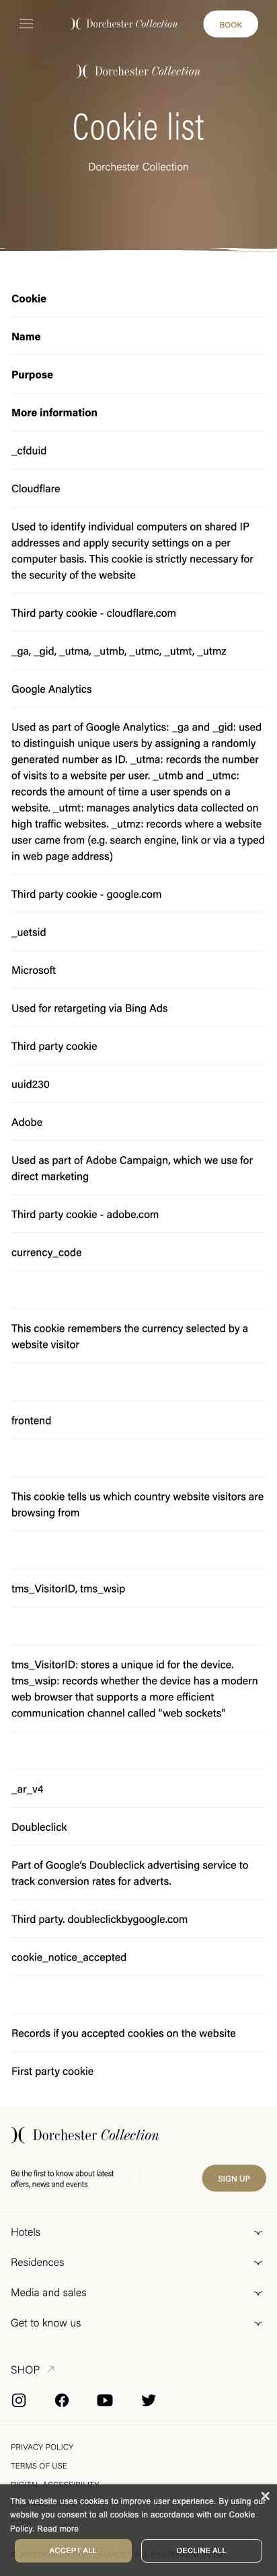 Dorchester Collection
BOOK
Dorchester Collection
Cookie list
Dorchester Collection
Cookie
Name
Purpose
More information
_cfduid
Cloudflare
Used to identify individual computers on shared IP
addresses and apply security settings on a per
computer basis. This cookie is strictly necessary for
the security of the website
Third party cookie - cloudflare.com
_ga, _gid, _utma, _utmb, _utmc, _utmt, _utmz
Google Analytics
Used as part of Google Analytics: _ga and _gid: used
to distinguish unique users by assigning a randomly
generated number as ID. _utma: records the number
of visits to a website per user. _utmb and _utmc:
records the amount of time a user spends on a
website. _utmt: manages analytics data collected on
high traffic websites. _utmz: records where a website
user came from (e.g. search engine, link or via a typed
in web page address)
Third party cookie - google.com
_uetsid
Microsoft
Used for retargeting via Bing Ads
Third party cookie
uuid230
Adobe
Used as part of Adobe Campaign, which we use for
direct marketing
Third party cookie - adobe.com
currency_code
This cookie remembers the currency selected by a
website visitor
frontend
This cookie tells us which country website visitors are
browsing from
tms_VisitorID, tms_wsip
tms_VisitorID: stores a unique id for the device.
tms_wsip: records whether the device has a modern
web browser that supports a more efficient
communication channel called "web sockets"
_ar_v4
Doubleclick
Part of Google's Doubleclick advertising service to
track conversion rates for adverts.
Third party. doubleclickbygoogle.com
cookie_notice_accepted
Records if you accepted cookies on the website
First party cookie
Dorchester Collection
Be the first to know about latest
offers, news and events
SIGN UP
Hotels
Residences
Media and sales
Get to know us
SHOP
PRIVACY POLICY
TERMS OF USE
DIGITAL ACCESSIBILITY
This website uses cookies to improve user experience. By using our
website you consent to all cookies in accordance with our Cookie
Policy. Read more
ACCEPT ALL
DECLINE ALL